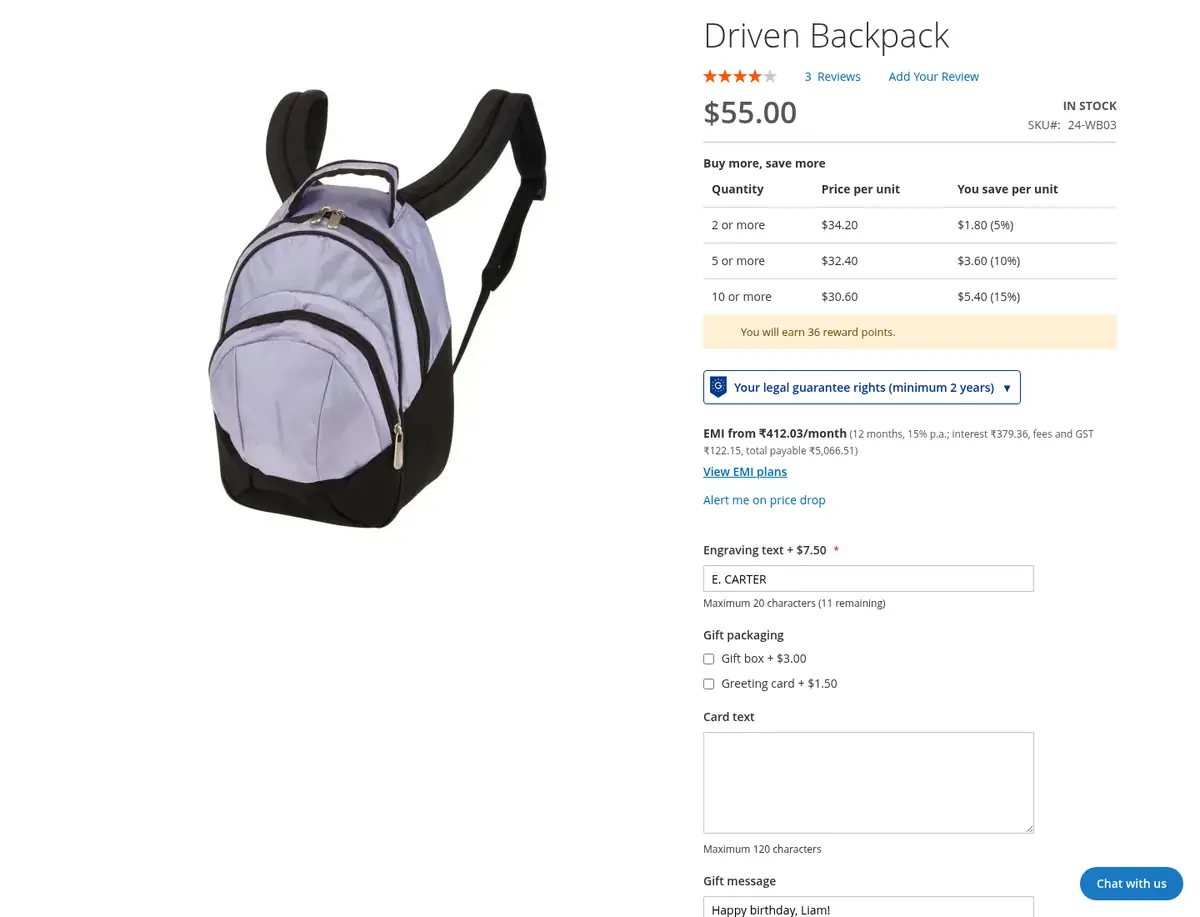 Driven Backpack
3 Reviews Add Your Review
$55.00
IN STOCK
SKU#: 24-WB03
Buy more, save more
Quantity Price per unit You save per unit
2 or more $34.20 $1.80 (5%)
5 or more $32.40 $3.60 (10%)
10 or more $30.60 $5.40 (15%)
You will earn 36 reward points.
G Your legal guarantee rights (minimum 2 years) ▼
EMI from ₹412.03/month (12 months, 15% p.a.; interest ₹379.36, fees and GST
₹122.15, total payable ₹5,066.51)
View EMI plans
Alert me on price drop
Engraving text + $7.50 *
E. CARTER
Maximum 20 characters (11 remaining)
Gift packaging
Gift box + $3.00
Greeting card + $1.50
Card text
Maximum 120 characters
Chat with us
Gift message
Happy birthday, Liam!